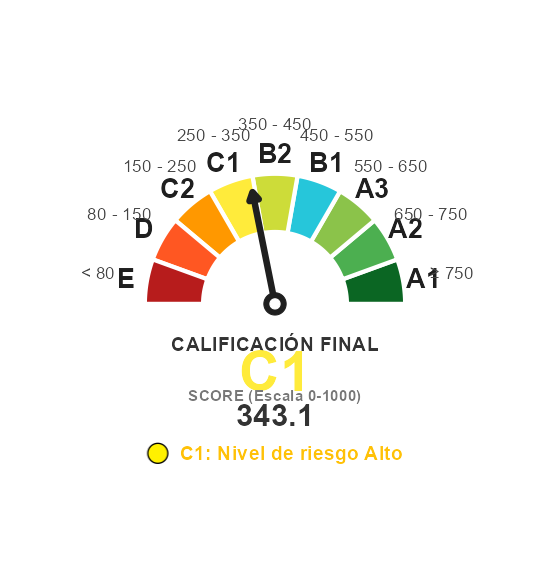 350 - 450
250 - 350
450 - 550
B2
C1
B1
150 - 250
550 - 650
C2
A3
80 - 150
650 - 750
D
A2
< 80
E
A1
≥ 750
CALIFICACIÓN FINAL
C1
SCORE (Escala 0-1000)
343.1
C1: Nivel de riesgo Alto